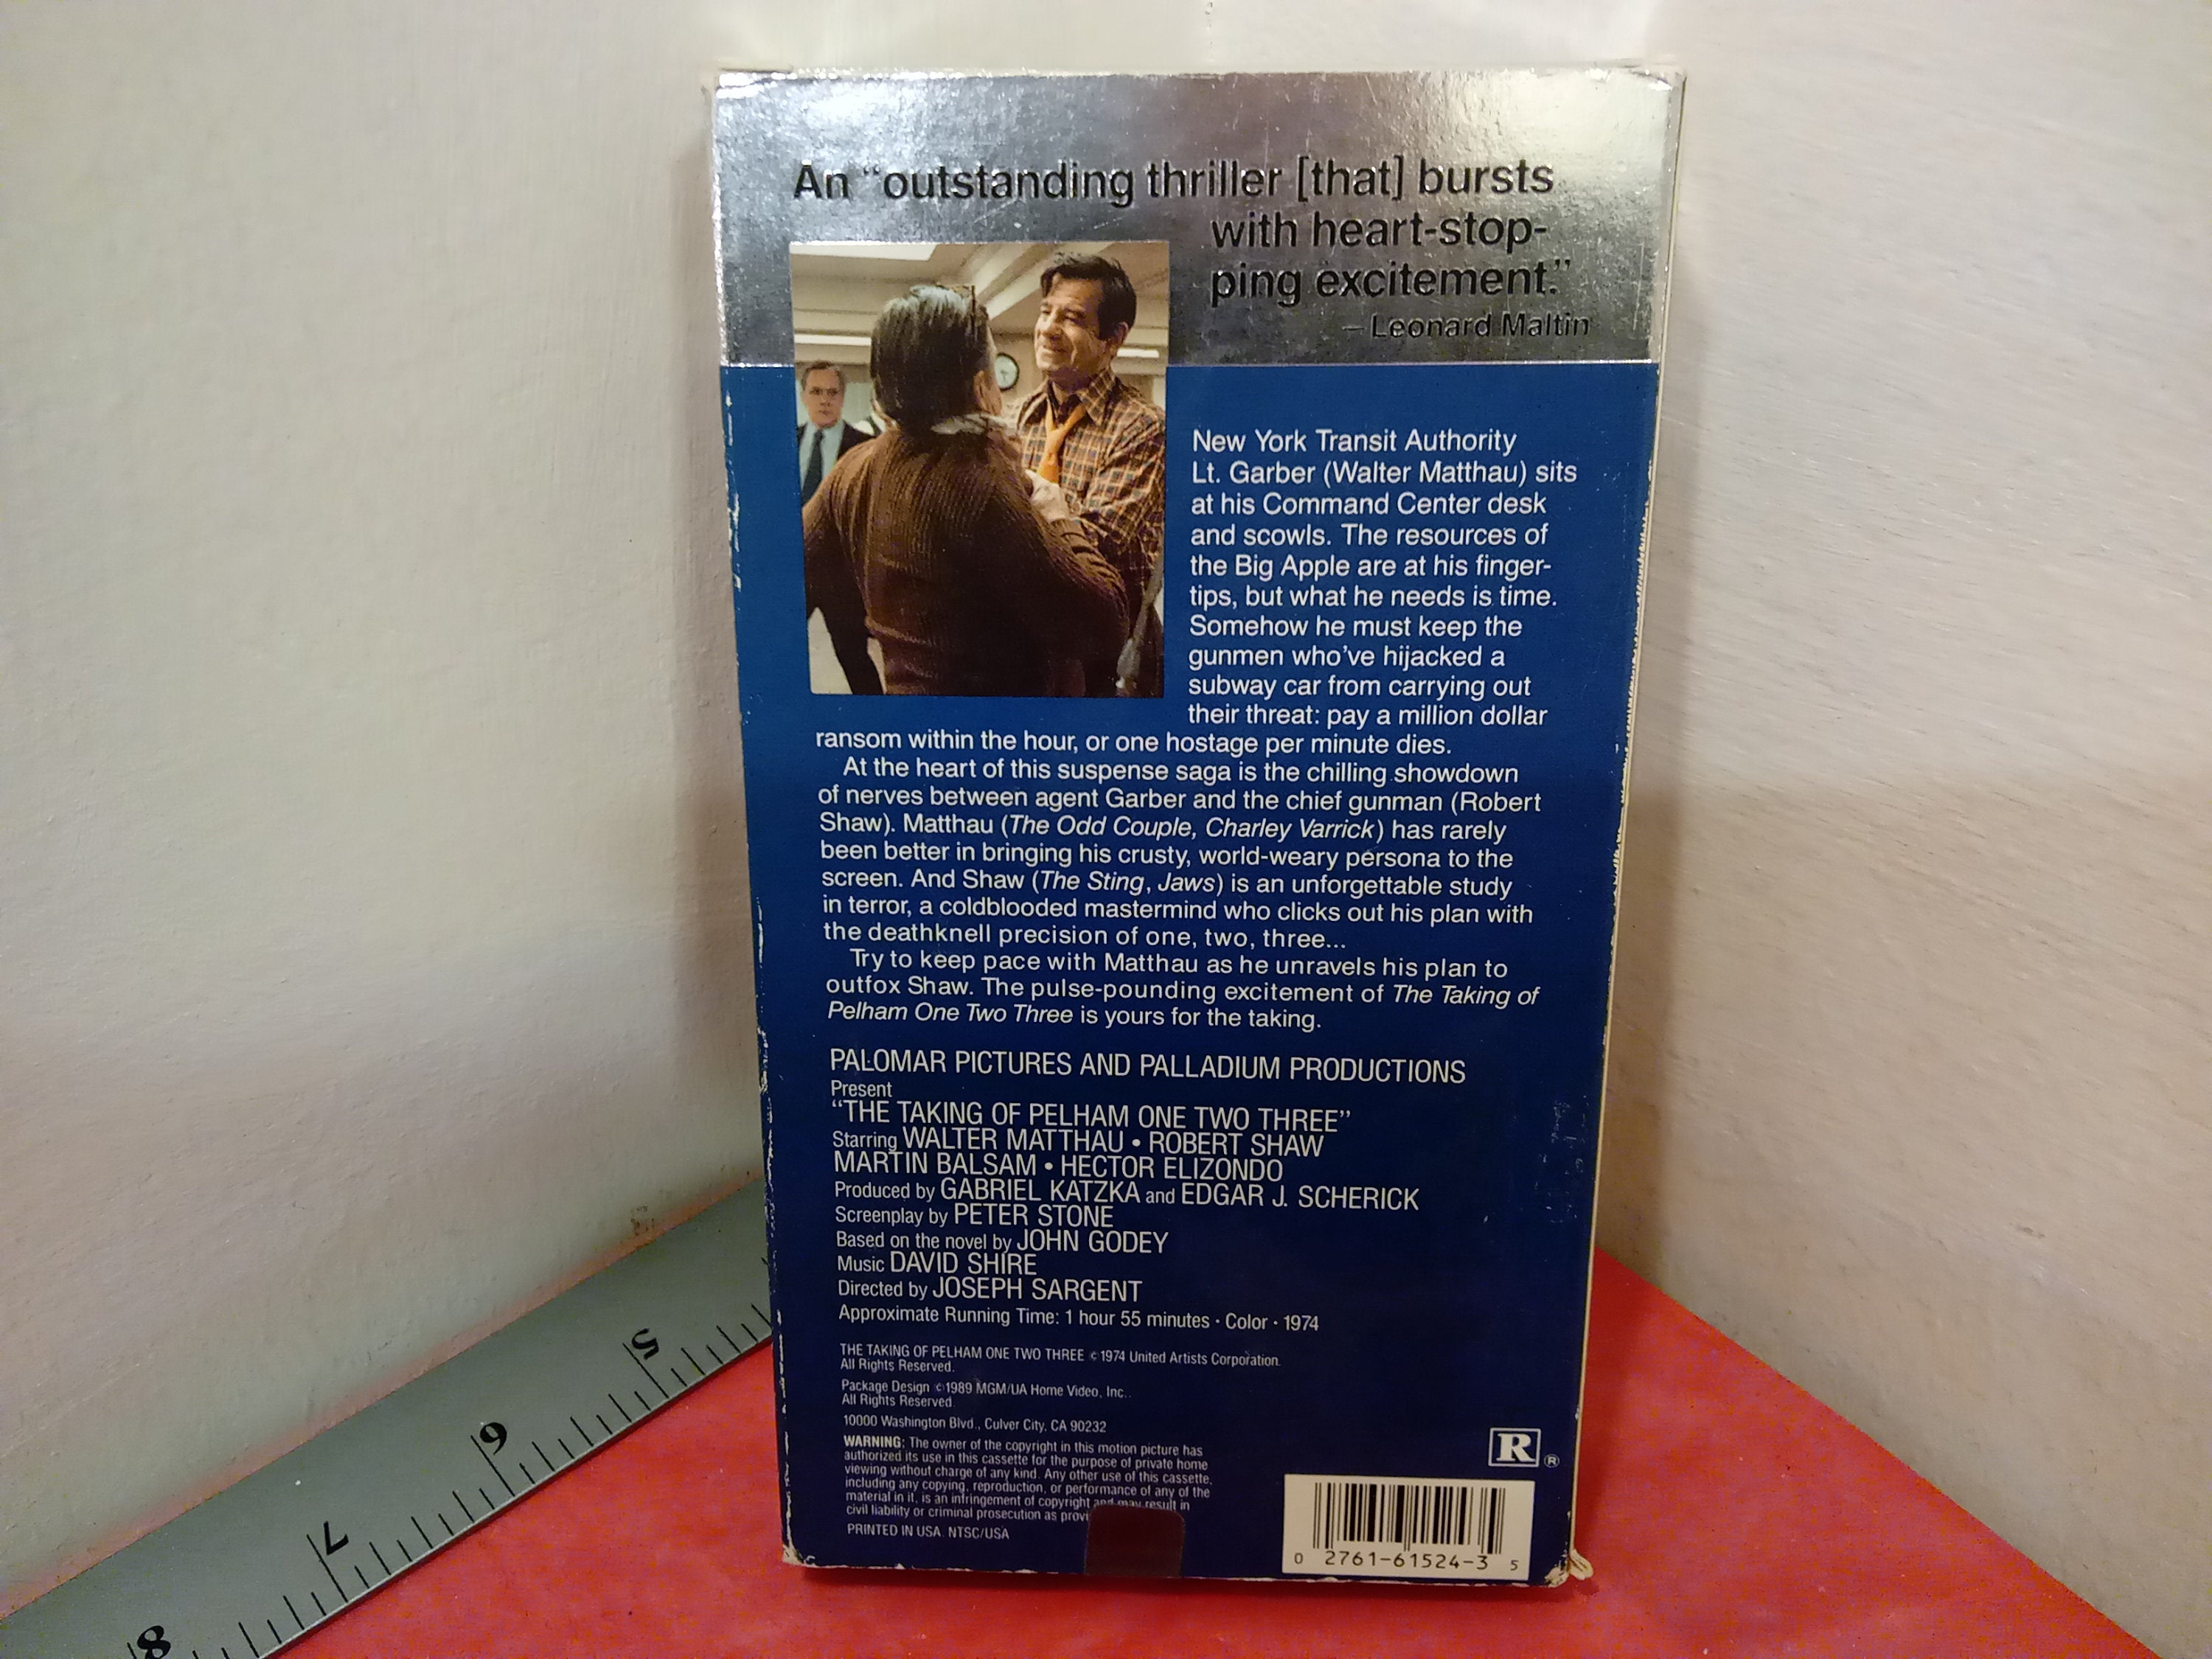 An “outstanding thriller [that] bursts
with heart-stop-
ping excitement.”
– Leonard Maltin
New York Transit Authority
Lt. Garber (Walter Matthau) sits
at his Command Center desk
and scowls. The resources of
the Big Apple are at his finger-
tips, but what he needs is time.
Somehow he must keep the
gunmen who’ve hijacked a
subway car from carrying out
their threat: pay a million dollar
ransom within the hour, or one hostage per minute dies.
At the heart of this suspense saga is the chilling showdown
of nerves between agent Garber and the chief gunman (Robert
Shaw). Matthau (The Odd Couple, Charley Varrick) has rarely
been better in bringing his crusty, world-weary persona to the
screen. And Shaw (The Sting, Jaws) is an unforgettable study
in terror, a coldblooded mastermind who clicks out his plan with
the deathknell precision of one, two, three...
Try to keep pace with Matthau as he unravels his plan to
outfox Shaw. The pulse-pounding excitement of The Taking of
Pelham One Two Three is yours for the taking.
PALOMAR PICTURES AND PALLADIUM PRODUCTIONS
Present
“THE TAKING OF PELHAM ONE TWO THREE”
Starring WALTER MATTHAU • ROBERT SHAW
MARTIN BALSAM • HECTOR ELIZONDO
Produced by GABRIEL KATZKA and EDGAR J. SCHERICK
Screenplay by PETER STONE
Based on the novel by JOHN GODEY
Music DAVID SHIRE
Directed by JOSEPH SARGENT
Approximate Running Time: 1 hour 55 minutes · Color · 1974
THE TAKING OF PELHAM ONE TWO THREE © 1974 United Artists Corporation.
All Rights Reserved.
Package Design © 1989 MGM/UA Home Video, Inc..
All Rights Reserved.
10000 Washington Blvd., Culver City, CA 90232
WARNING: The owner of the copyright in this motion picture has
authorized its use in this cassette for the purpose of private home
viewing without charge of any kind. Any other use of this cassette,
including any copying, reproduction, or performance of any of the
material in it, is an infringement of copyright and may result in
civil liability or criminal prosecution as provi
PRINTED IN USA. NTSC/USA
R ®
0 2761-61524-3 5
5
6
7
8